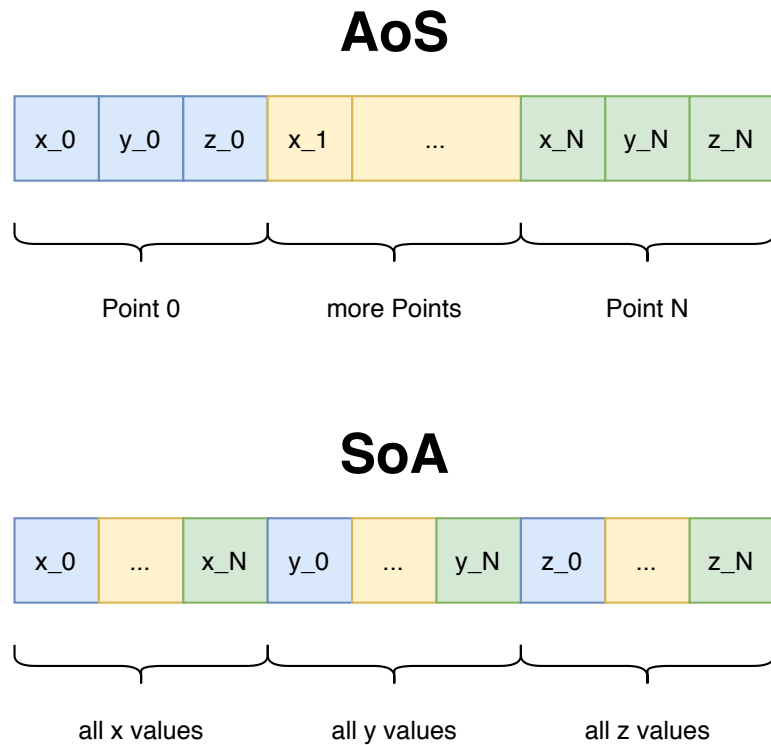 AoS
x_0 y_0 z_0 x_1 ... x_N y_N z_N
Point 0 more Points Point N
SoA
x_0 ... x_N y_0 ... y_N z_0 ... z_N
all x values all y values all z values